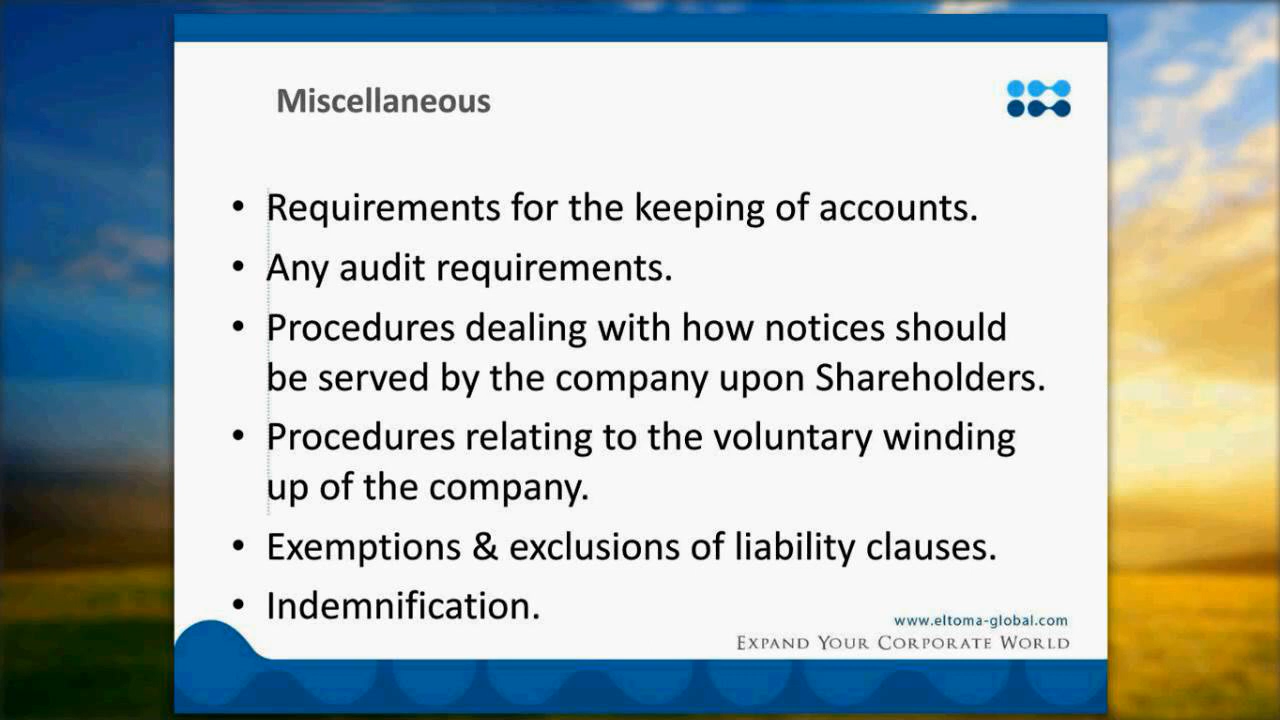 Miscellaneous
• Requirements for the keeping of accounts.
• Any audit requirements.
• Procedures dealing with how notices should
be served by the company upon Shareholders.
• Procedures relating to the voluntary winding
up of the company.
• Exemptions & exclusions of liability clauses.
• Indemnification.
www.eltoma-global.com
EXPAND YOUR CORPORATE WORLD